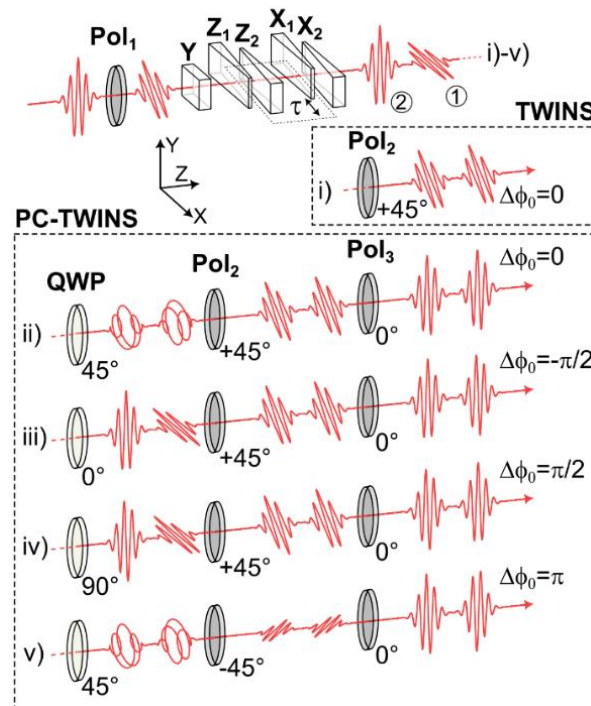 Pol₁ Y Z₁ Z₂ X₁ X₂
τ
② ① i)-v)
Y
Z
X
TWINS
Pol₂
i) +45° Δϕ₀=0
PC-TWINS
QWP Pol₂ Pol₃ Δϕ₀=0
ii) 45° +45° 0°
Δϕ₀=-π/2
iii) 0° +45° 0°
Δϕ₀=π/2
iv) 90° +45° 0°
Δϕ₀=π
v) 45° -45° 0°